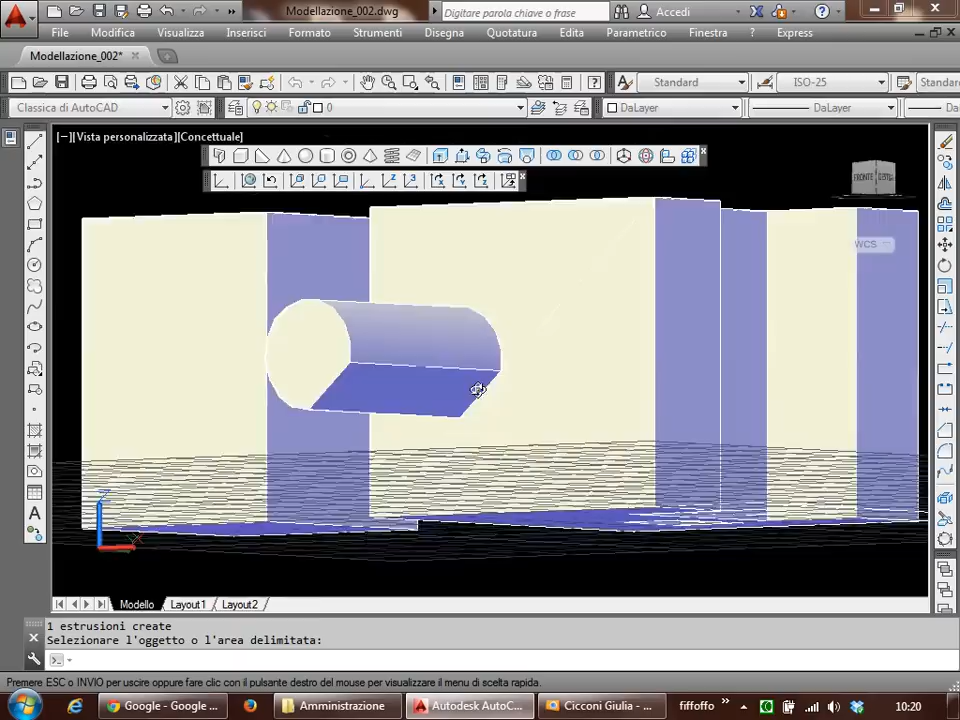 Modellazione_002.dwg
Digitare parola chiave o frase
Accedi
File Modifica Visualizza Inserisci Formato Strumenti Disegna Quotatura Edita Parametrico Finestra ? Express
Modellazione_002*
Standard
ISO-25
Standard
Classica di AutoCAD
0
DaLayer
DaLayer
[−][Vista personalizzata][Concettuale]
FRONTE
WCS
Z
X
Modello Layout1 Layout2
1 estrusioni create
Selezionare l'oggetto o l'area delimitata:
Premere ESC o INVIO per uscire oppure fare clic con il pulsante destro del mouse per visualizzare il menu di scelta rapida.
Google - Google ...
Amministrazione
Autodesk AutoC...
Cicconi Giulia - ...
fiffoffo
10:20